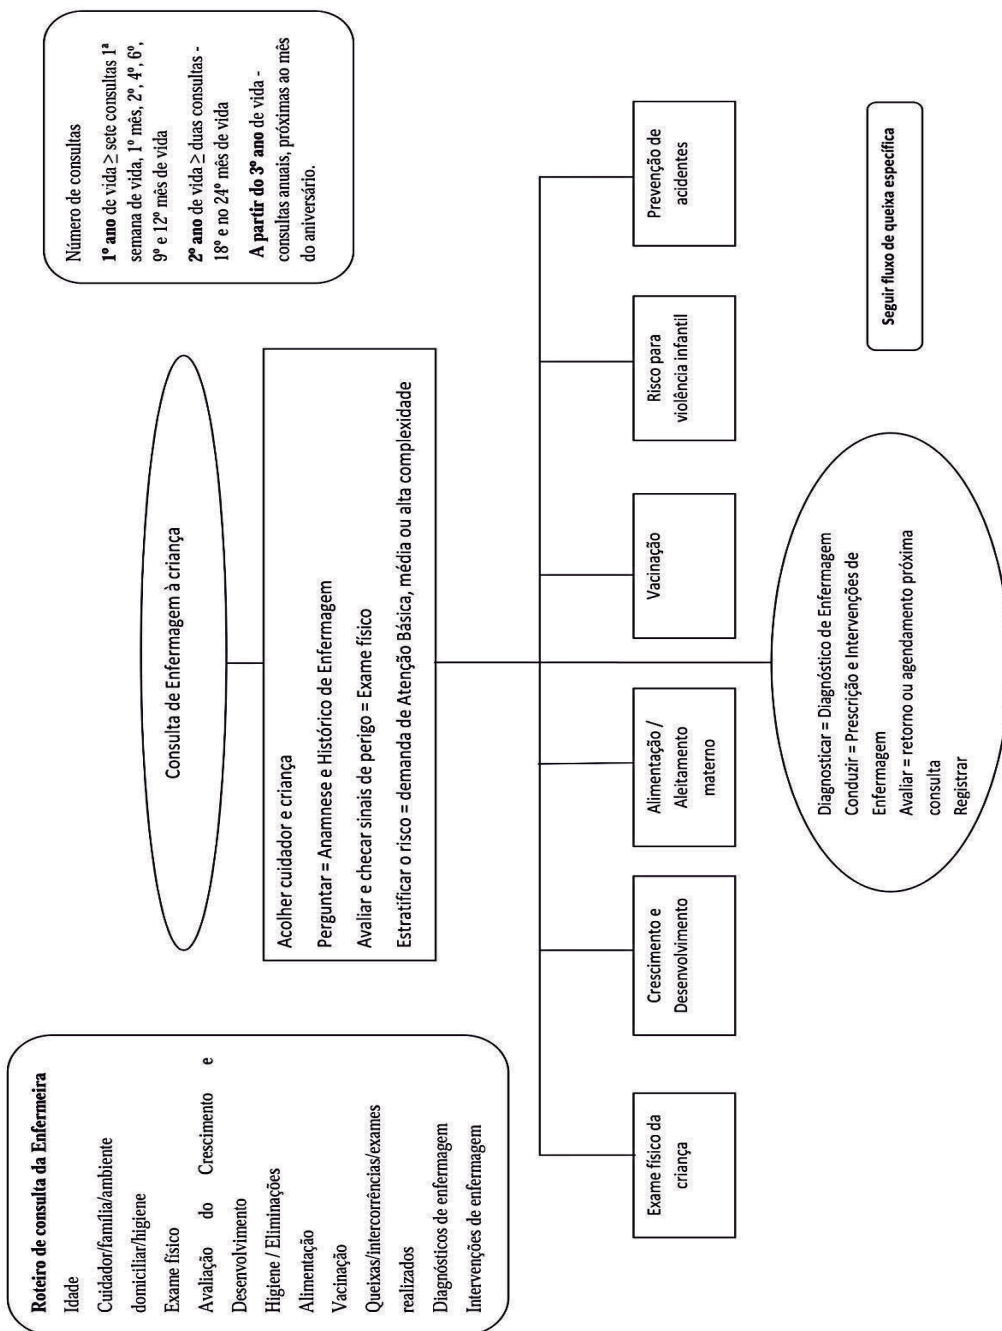 Roteiro de consulta da Enfermeira
Idade
Cuidador/família/ambiente
domiciliar/higiene
Exame físico
Avaliação do Crescimento e
Desenvolvimento
Higiene / Eliminações
Alimentação
Vacinação
Queixas/intercorrências/exames
realizados
Diagnósticos de enfermagem
Intervenções de enfermagem
Consulta de Enfermagem à criança
Número de consultas
1º ano de vida ≥ sete consultas 1ª
semana de vida, 1º mês, 2º, 4º, 6º,
9º e 12º mês de vida
2º ano de vida ≥ duas consultas -
18º e no 24º mês de vida
A partir do 3º ano de vida -
consultas anuais, próximas ao mês
do aniversário.
Acolher cuidador e criança
Perguntar = Anamnese e Histórico de Enfermagem
Avaliar e checar sinais de perigo = Exame físico
Estratificar o risco = demanda de Atenção Básica, média ou alta complexidade
Exame físico da
criança
Crescimento e
Desenvolvimento
Alimentação /
Aleitamento
materno
Vacinação
Risco para
violência infantil
Prevenção de
acidentes
Diagnosticar = Diagnóstico de Enfermagem
Conduzir = Prescrição e Intervenções de
Enfermagem
Avaliar = retorno ou agendamento próxima
consulta
Registrar
Seguir fluxo de queixa específica